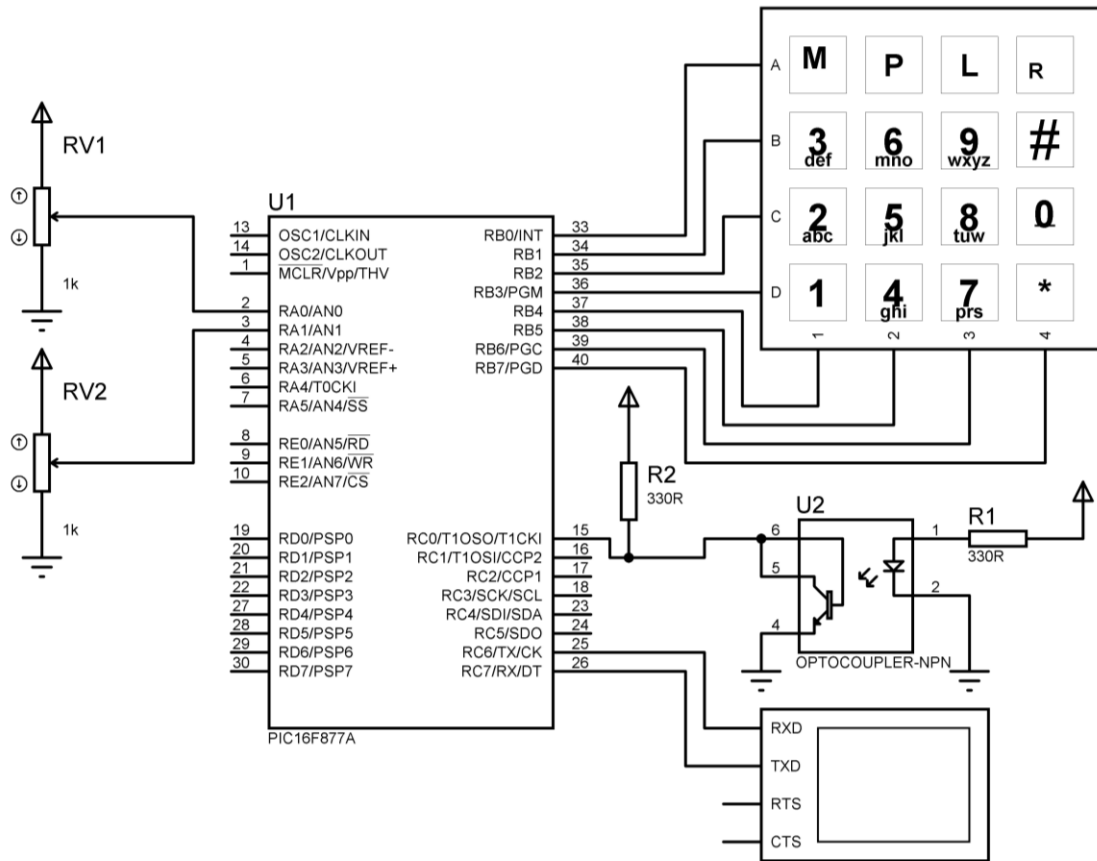 RV1
1k
RV2
1k
U1
13 OSC1/CLKIN
14 OSC2/CLKOUT
1 MCLR/Vpp/THV
2 RA0/AN0
3 RA1/AN1
4 RA2/AN2/VREF-
5 RA3/AN3/VREF+
6 RA4/T0CKI
7 RA5/AN4/SS
8 RE0/AN5/RD
9 RE1/AN6/WR
10 RE2/AN7/CS
19 RD0/PSP0
20 RD1/PSP1
21 RD2/PSP2
22 RD3/PSP3
27 RD4/PSP4
28 RD5/PSP5
29 RD6/PSP6
30 RD7/PSP7
RB0/INT 33
RB1 34
RB2 35
RB3/PGM 36
RB4 37
RB5 38
RB6/PGC 39
RB7/PGD 40
RC0/T1OSO/T1CKI 15
RC1/T1OSI/CCP2 16
RC2/CCP1 17
RC3/SCK/SCL 18
RC4/SDI/SDA 23
RC5/SDO 24
RC6/TX/CK 25
RC7/RX/DT 26
PIC16F877A
A M P L R
B 3 6 9 #
def mno wxyz
C 2 5 8 0
abc jkl tuw
D 1 4 7 *
ghi prs
1 2 3 4
R2
330R
U2
6
5
4
1
2
OPTOCOUPLER-NPN
R1
330R
RXD
TXD
RTS
CTS